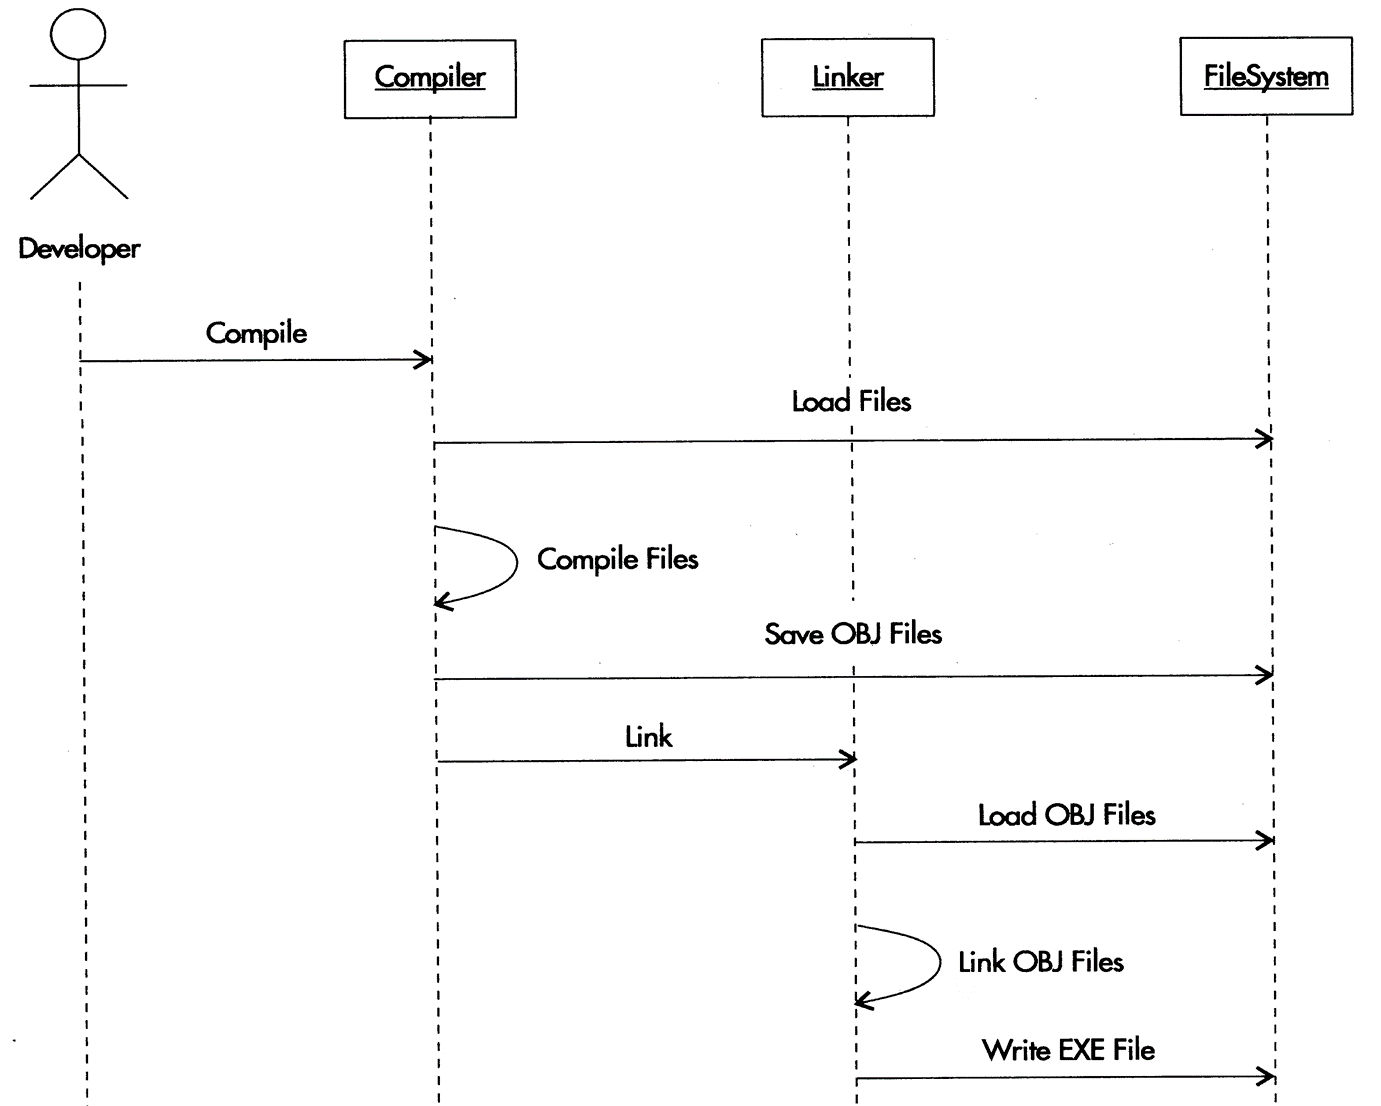 Compiler
Linker
FileSystem
Developer
Compile
Load Files
Compile Files
Save OBJ Files
Link
Load OBJ Files
Link OBJ Files
Write EXE File